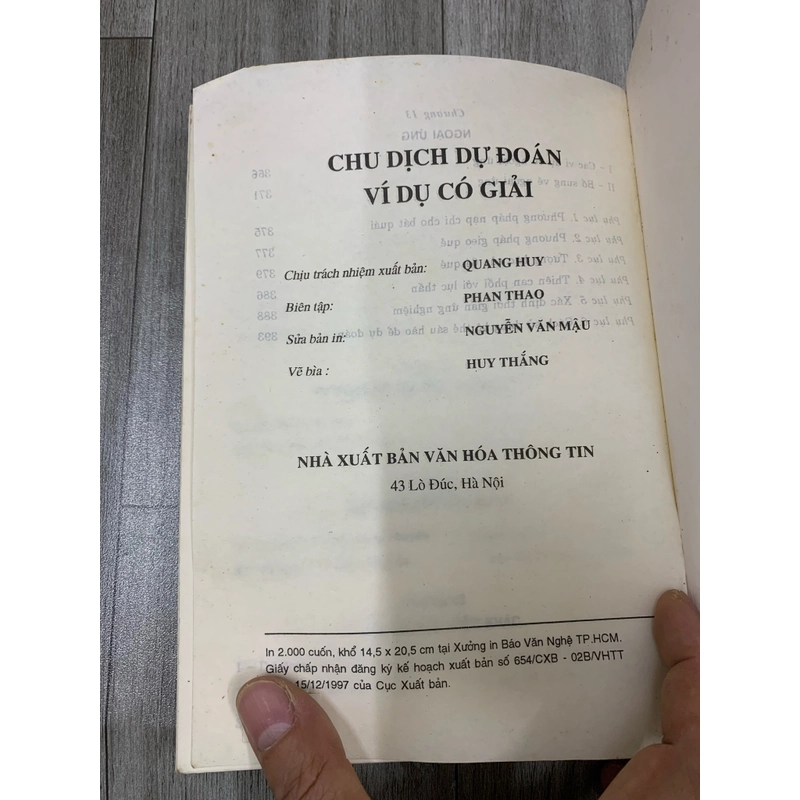 CHU DỊCH DỰ ĐOÁN
VÍ DỤ CÓ GIẢI
Chịu trách nhiệm xuất bản: QUANG HUY
Biên tập: PHAN THAO
Sửa bản in: NGUYỄN VĂN MẬU
Vẽ bìa : HUY THẮNG
NHÀ XUẤT BẢN VĂN HÓA THÔNG TIN
43 Lò Đúc, Hà Nội
In 2.000 cuốn, khổ 14,5 x 20,5 cm tại Xưởng in Báo Văn Nghệ TP.HCM.
Giấy chấp nhận đăng ký kế hoạch xuất bản số 654/CXB - 02B/VHTT
15/12/1997 của Cục Xuất bản.